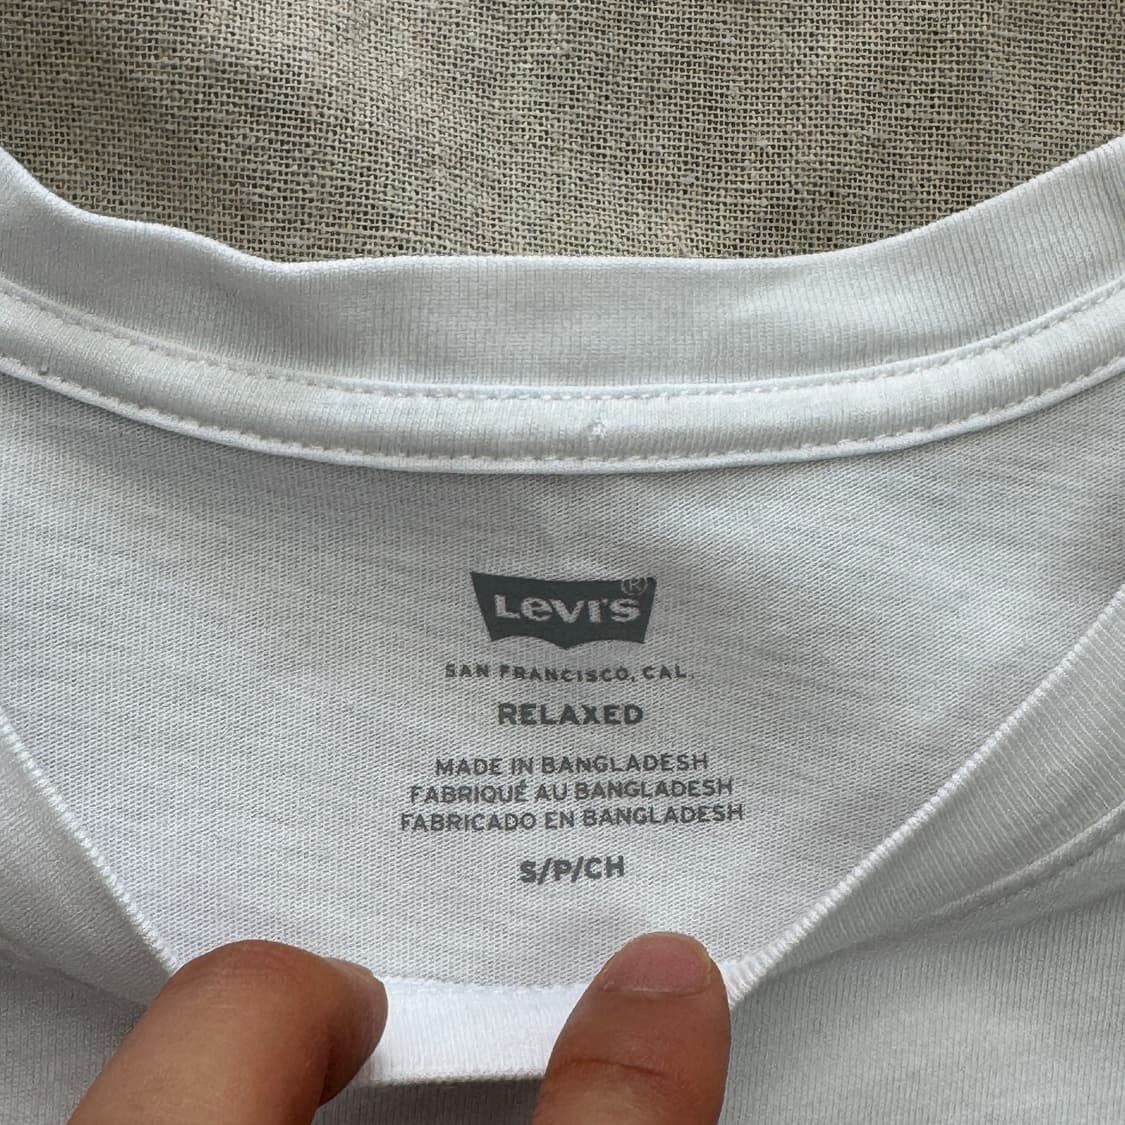 Levi's®
SAN FRANCISCO, CAL.
RELAXED
MADE IN BANGLADESH
FABRIQUÉ AU BANGLADESH
FABRICADO EN BANGLADESH
S/P/CH